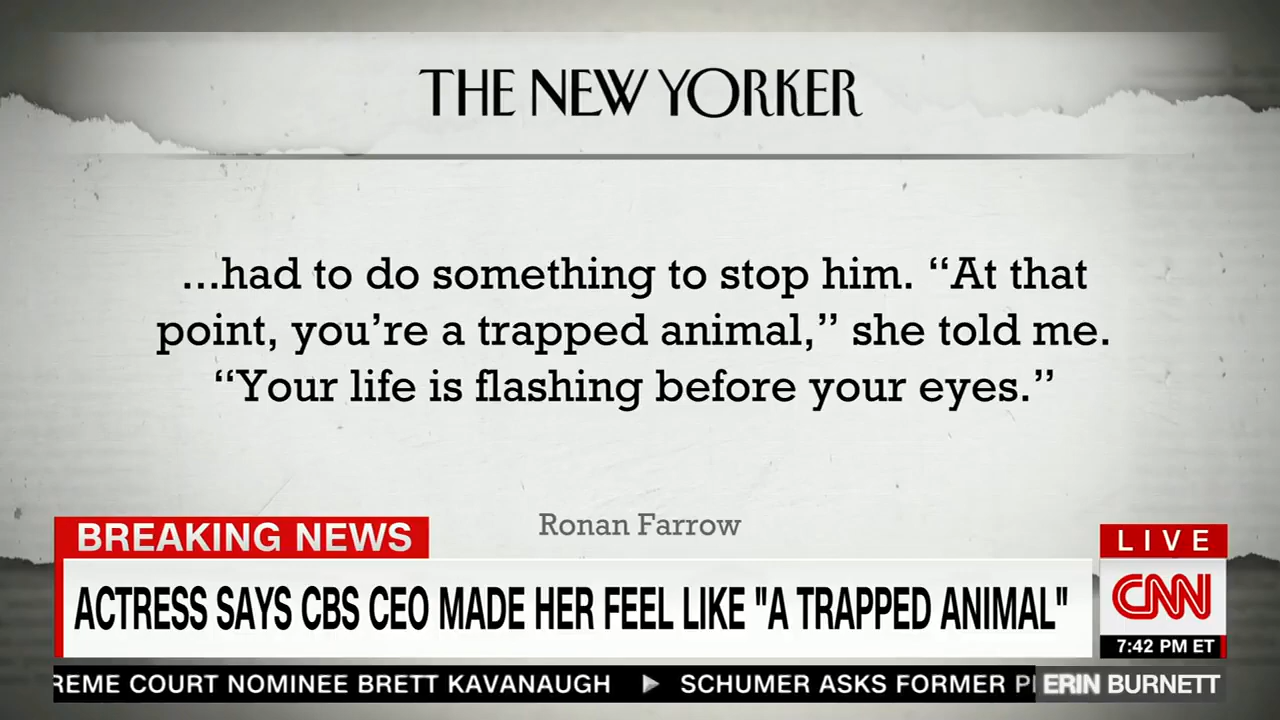 THE NEW YORKER
...had to do something to stop him. “At that
point, you’re a trapped animal,” she told me.
“Your life is flashing before your eyes.”
Ronan Farrow
BREAKING NEWS
ACTRESS SAYS CBS CEO MADE HER FEEL LIKE "A TRAPPED ANIMAL"
LIVE
CNN
7:42 PM ET
COURT NOMINEE BRETT KAVANAUGH ▶ SCHUMER ASKS FORMER
ERIN BURNETT